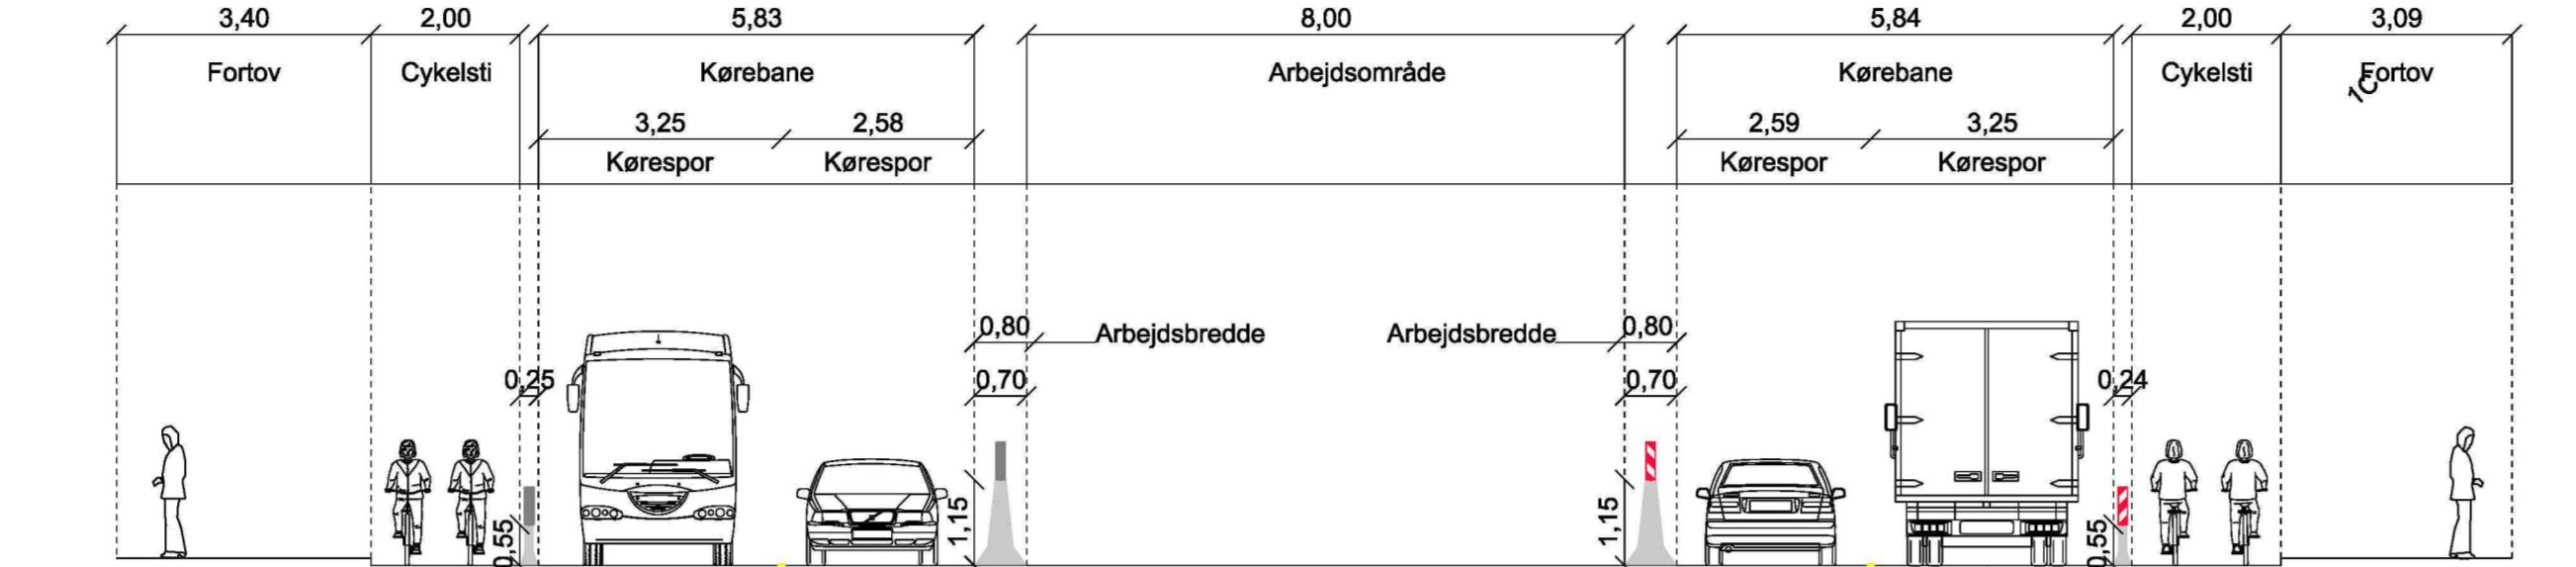 3,40 2,00 5,83 8,00 5,84 2,00 3,09
Fortov Cykelsti Kørebane Arbejdsområde Kørebane Cykelsti Fortov
1C
3,25 2,58 2,59 3,25
Kørespor Kørespor Kørespor Kørespor
0,80 Arbejdsbredde Arbejdsbredde 0,80
0,25 0,70 0,70 0,24
0,55 1,15 1,15 0,55